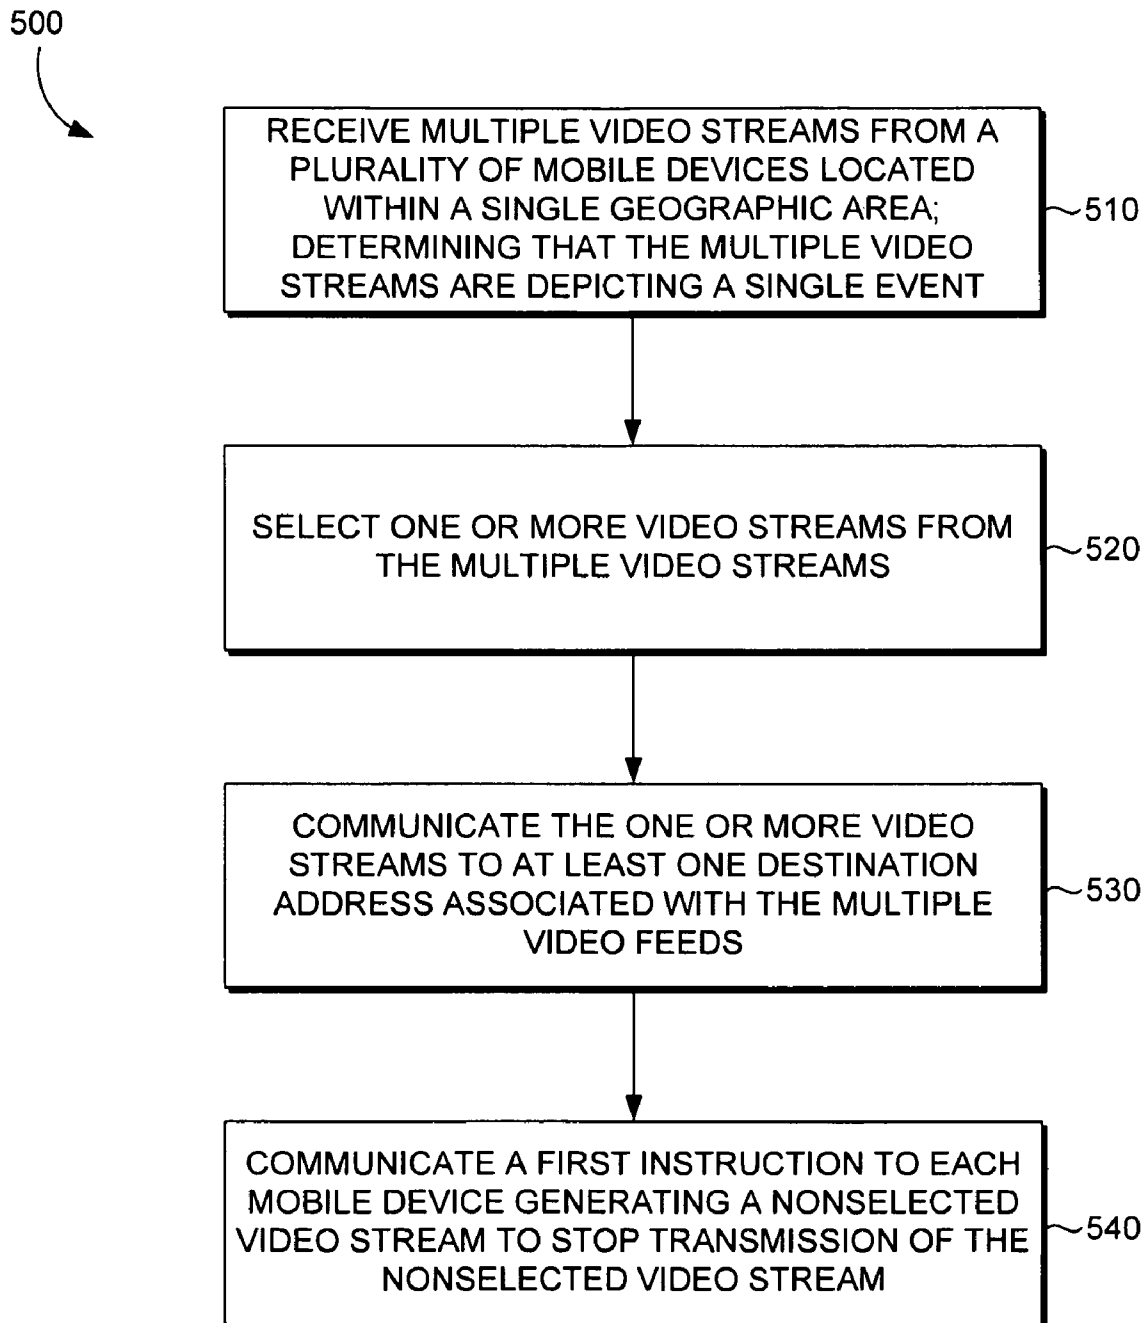 500
RECEIVE MULTIPLE VIDEO STREAMS FROM A
PLURALITY OF MOBILE DEVICES LOCATED
WITHIN A SINGLE GEOGRAPHIC AREA;
DETERMINING THAT THE MULTIPLE VIDEO
STREAMS ARE DEPICTING A SINGLE EVENT
510
SELECT ONE OR MORE VIDEO STREAMS FROM
THE MULTIPLE VIDEO STREAMS
520
COMMUNICATE THE ONE OR MORE VIDEO
STREAMS TO AT LEAST ONE DESTINATION
ADDRESS ASSOCIATED WITH THE MULTIPLE
VIDEO FEEDS
530
COMMUNICATE A FIRST INSTRUCTION TO EACH
MOBILE DEVICE GENERATING A NONSELECTED
VIDEO STREAM TO STOP TRANSMISSION OF THE
NONSELECTED VIDEO STREAM
540